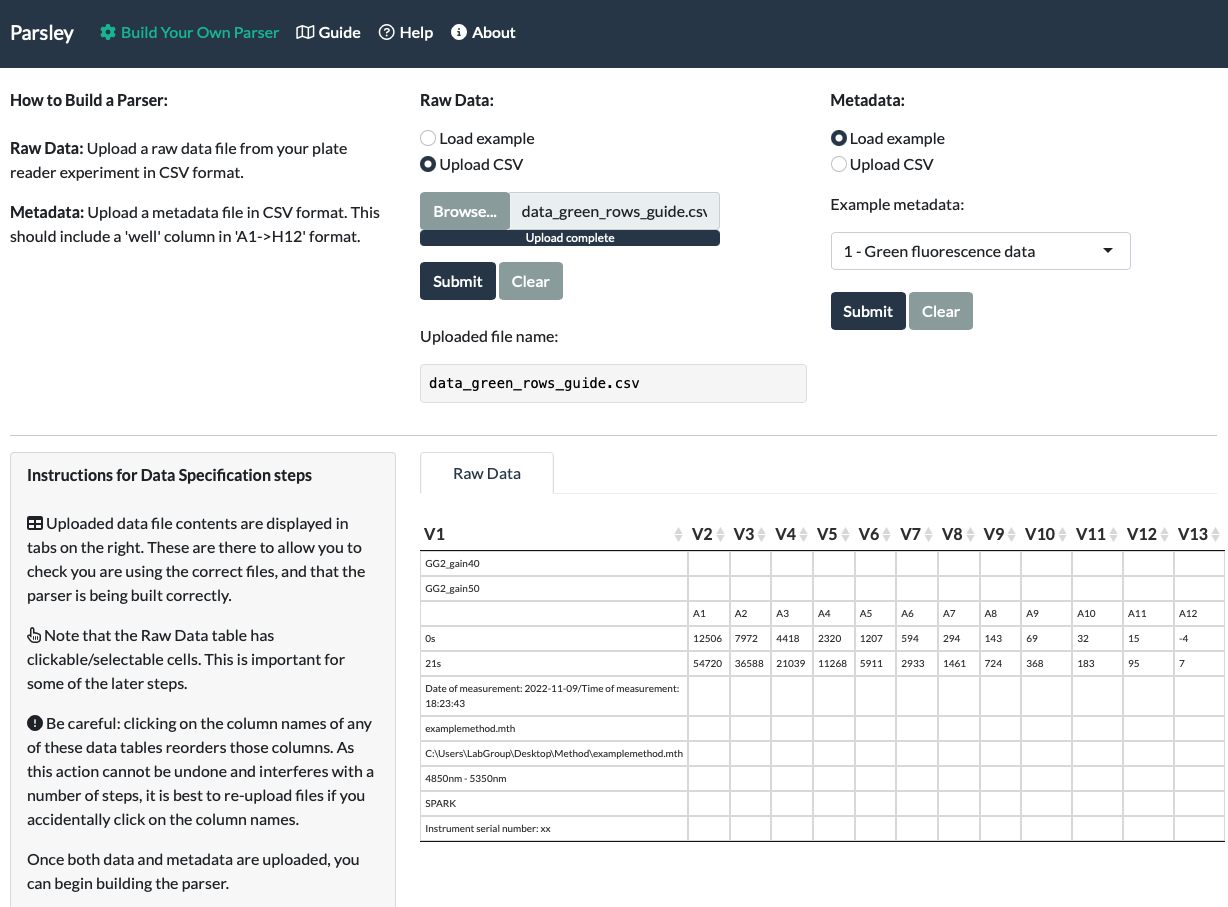 Parsley Build Your Own Parser Guide Help About
How to Build a Parser:
Raw Data: Upload a raw data file from your plate
reader experiment in CSV format.
Metadata: Upload a metadata file in CSV format. This
should include a 'well' column in 'A1->H12' format.
Raw Data:
Load example
Upload CSV
Browse... data_green_rows_guide.csv
Upload complete
Submit Clear
Uploaded file name:
data_green_rows_guide.csv
Metadata:
Load example
Upload CSV
Example metadata:
1 - Green fluorescence data
Submit Clear
Instructions for Data Specification steps
Uploaded data file contents are displayed in
tabs on the right. These are there to allow you to
check you are using the correct files, and that the
parser is being built correctly.
Note that the Raw Data table has
clickable/selectable cells. This is important for
some of the later steps.
Be careful: clicking on the column names of any
of these data tables reorders those columns. As
this action cannot be undone and interferes with a
number of steps, it is best to re-upload files if you
accidentally click on the column names.
Once both data and metadata are uploaded, you
can begin building the parser.
Raw Data
V1 V2 V3 V4 V5 V6 V7 V8 V9 V10 V11 V12 V13
GG2_gain40
GG2_gain50
A1 A2 A3 A4 A5 A6 A7 A8 A9 A10 A11 A12
0s 12506 7972 4418 2320 1207 594 294 143 69 32 15 -4
21s 54720 36588 21039 11268 5911 2933 1461 724 368 183 95 7
Date of measurement: 2022-11-09/Time of measurement:
18:23:43
examplemethod.mth
C:\Users\LabGroup\Desktop\Method\examplemethod.mth
4850nm - 5350nm
SPARK
Instrument serial number: xx